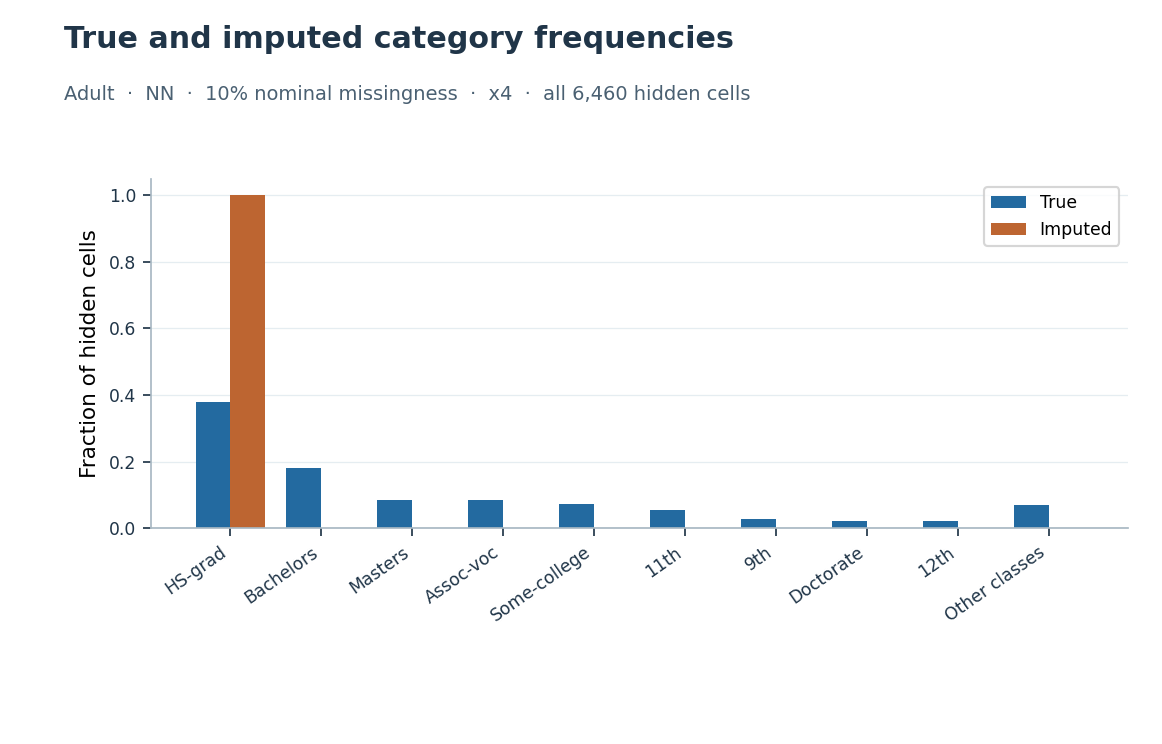 True and imputed category frequencies
Adult · NN · 10% nominal missingness · x4 · all 6,460 hidden cells
Fraction of hidden cells
1.0
0.8
0.6
0.4
0.2
0.0
True
Imputed
HS-grad
Bachelors
Masters
Assoc-voc
Some-college
11th
9th
Doctorate
12th
Other classes